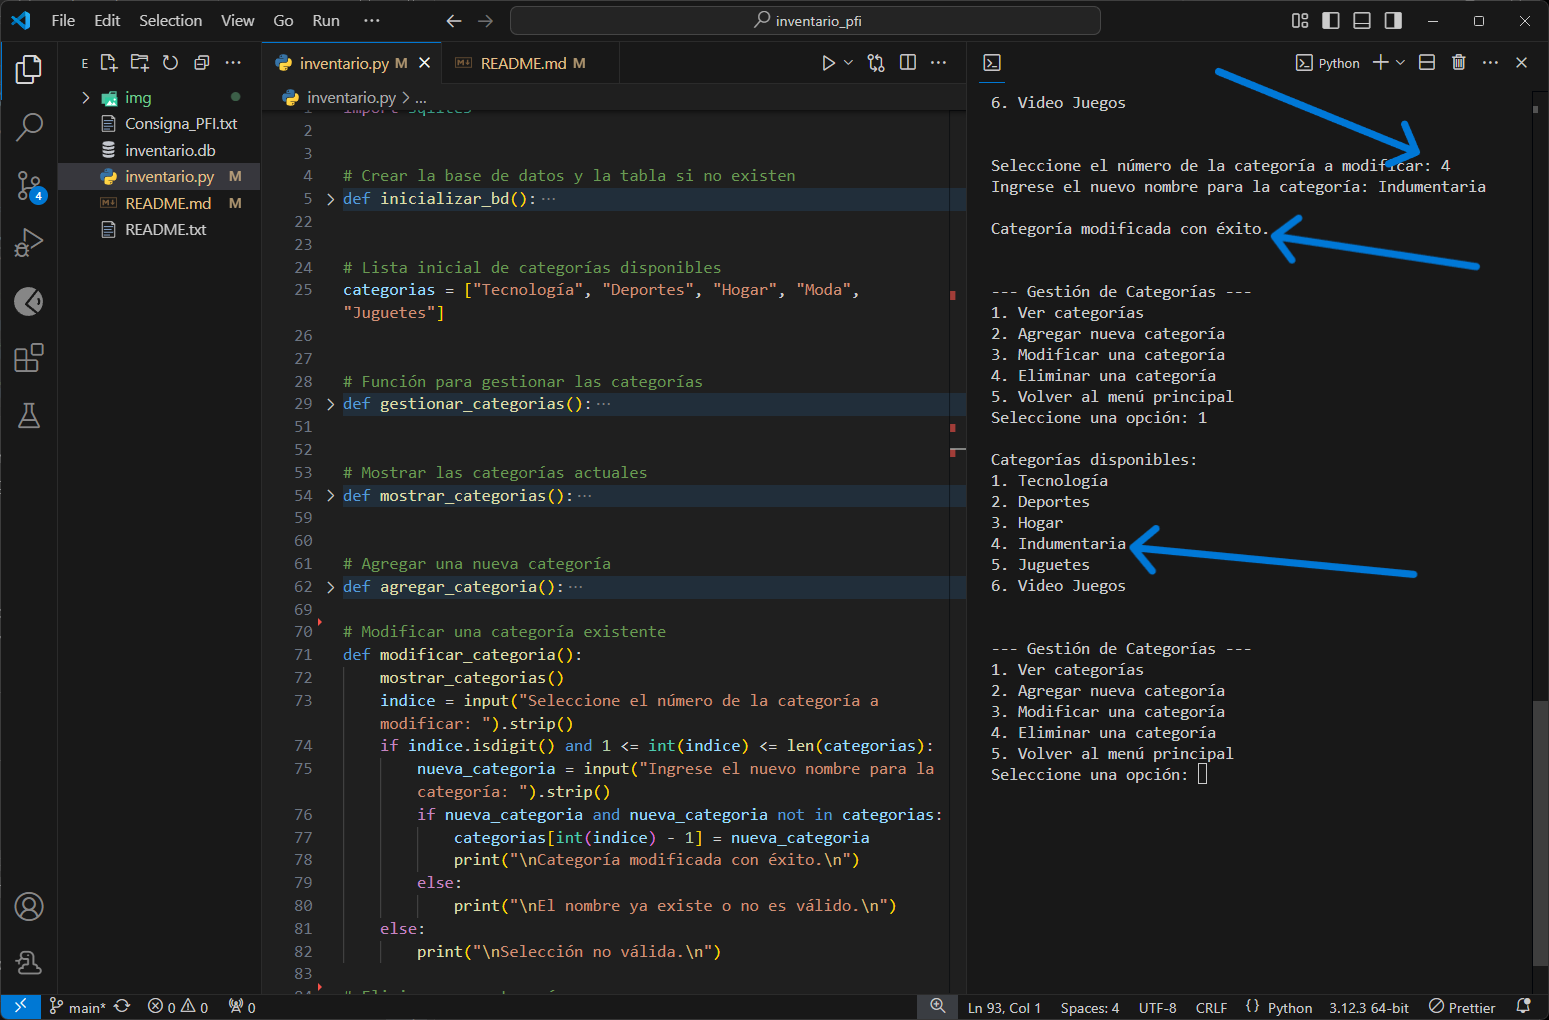 File Edit Selection View Go Run ···
inventario_pfi
E
img
Consigna_PFI.txt
inventario.db
inventario.py M
README.md M
README.txt
4
inventario.py M
README.md M
inventario.py > ...
1 import sqlite3
2
3
4 # Crear la base de datos y la tabla si no existen
5 def inicializar_bd():···
22
23
24 # Lista inicial de categorías disponibles
25 categorias = ["Tecnología", "Deportes", "Hogar", "Moda",
"Juguetes"]
26
27
28 # Función para gestionar las categorías
29 def gestionar_categorias():···
51
52
53 # Mostrar las categorías actuales
54 def mostrar_categorias():···
59
60
61 # Agregar una nueva categoría
62 def agregar_categoria():···
69
70 # Modificar una categoría existente
71 def modificar_categoria():
72 mostrar_categorias()
73 indice = input("Seleccione el número de la categoría a
modificar: ").strip()
74 if indice.isdigit() and 1 <= int(indice) <= len(categorias):
75 nueva_categoria = input("Ingrese el nuevo nombre para la
categoría: ").strip()
76 if nueva_categoria and nueva_categoria not in categorias:
77 categorias[int(indice) - 1] = nueva_categoria
78 print("\nCategoría modificada con éxito.\n")
79 else:
80 print("\nEl nombre ya existe o no es válido.\n")
81 else:
82 print("\nSelección no válida.\n")
83
Python
6. Video Juegos
Seleccione el número de la categoría a modificar: 4
Ingrese el nuevo nombre para la categoría: Indumentaria
Categoría modificada con éxito.
--- Gestión de Categorías ---
1. Ver categorías
2. Agregar nueva categoría
3. Modificar una categoría
4. Eliminar una categoría
5. Volver al menú principal
Seleccione una opción: 1
Categorías disponibles:
1. Tecnología
2. Deportes
3. Hogar
4. Indumentaria
5. Juguetes
6. Video Juegos
--- Gestión de Categorías ---
1. Ver categorías
2. Agregar nueva categoría
3. Modificar una categoría
4. Eliminar una categoría
5. Volver al menú principal
Seleccione una opción:
main* 0 0 0
Ln 93, Col 1 Spaces: 4 UTF-8 CRLF {} Python 3.12.3 64-bit Prettier